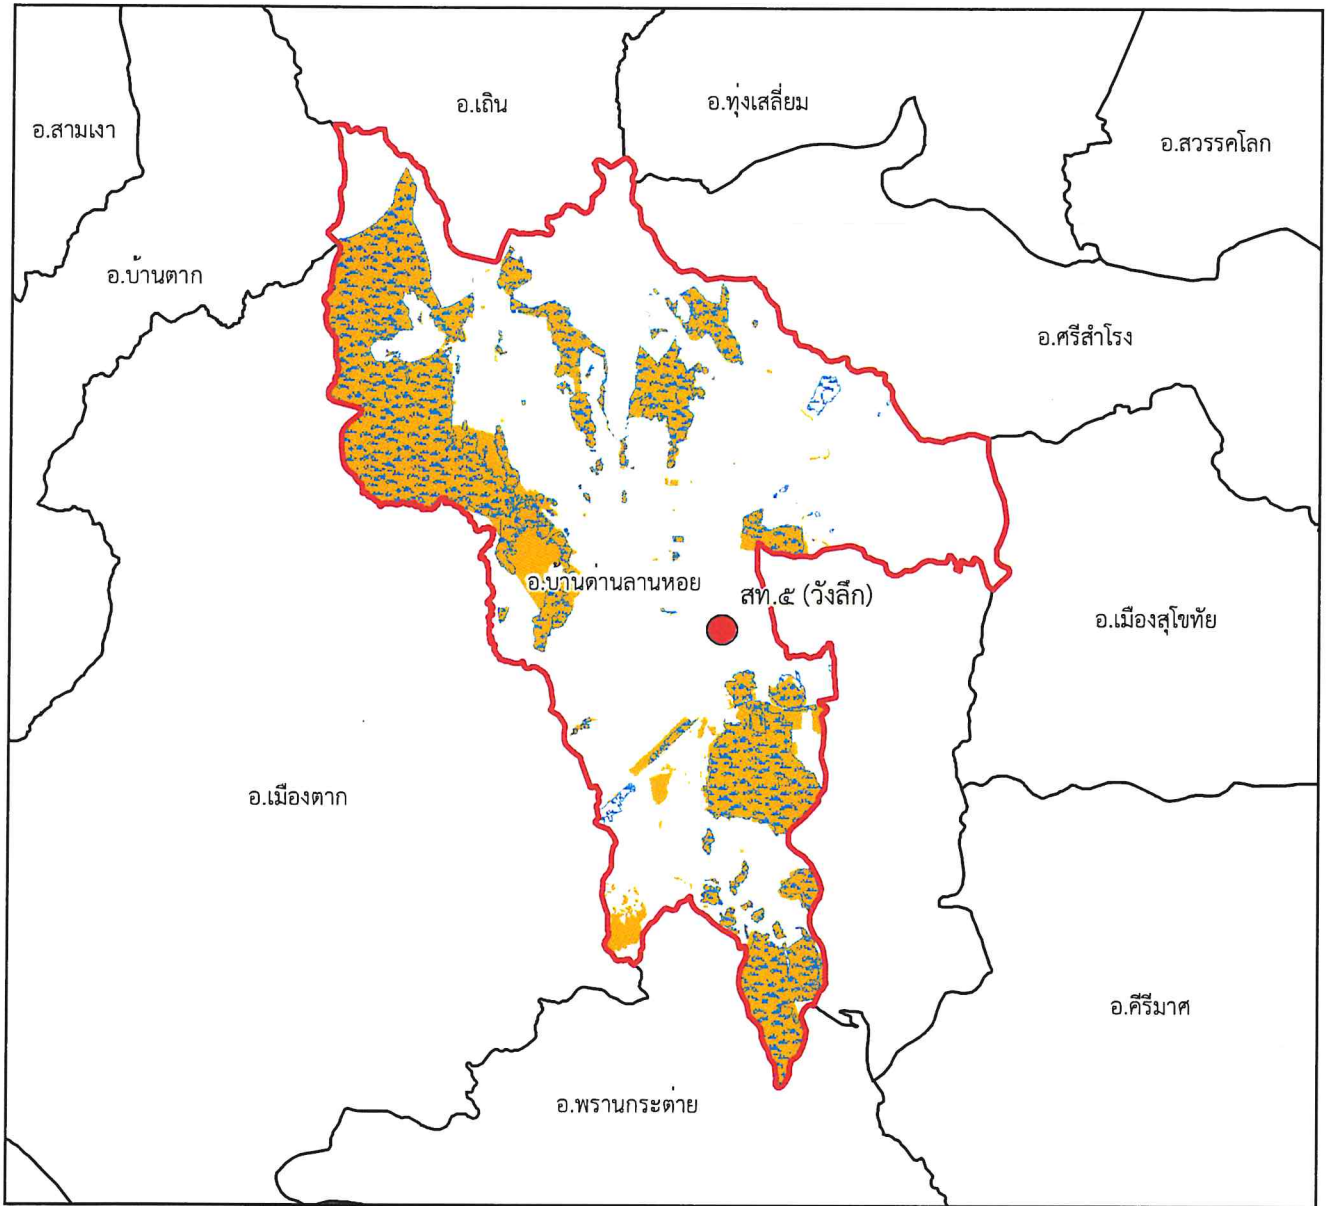 อ.เถิน
อ.ทุ่งเสลี่ยม
อ.สามเงา
อ.สวรรคโลก
อ.บ้านตาก
อ.ศรีสำโรง
อ.บ้านด่านลานหอย
สท.๕ (วังลึก)
อ.เมืองสุโขทัย
อ.เมืองตาก
อ.คีรีมาศ
อ.พรานกระต่าย